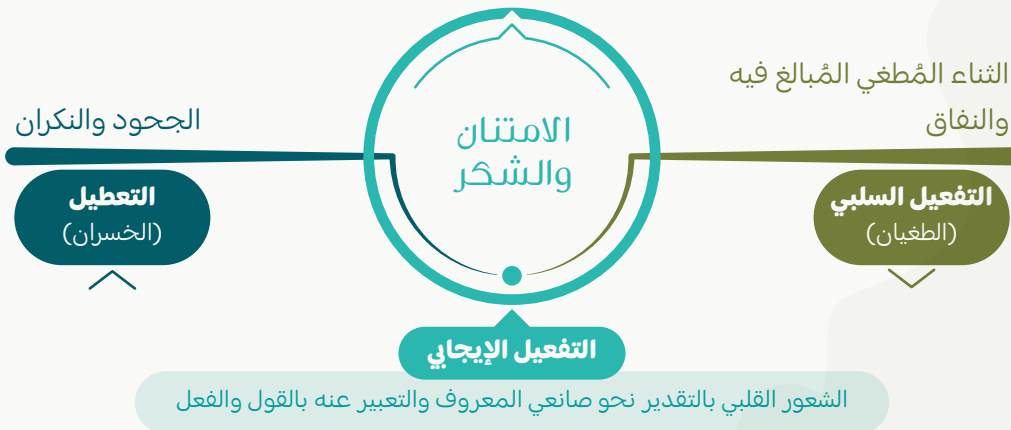 الثناء المُطغي المُبالغ فيه
والنفاق
التفعيل السلبي
(الطغيان)
الامتنان
والشكر
الجحود والنكران
التعطيل
(الخسران)
التفعيل الإيجابي
الشعور القلبي بالتقدير نحو صانعي المعروف والتعبير عنه بالقول والفعل